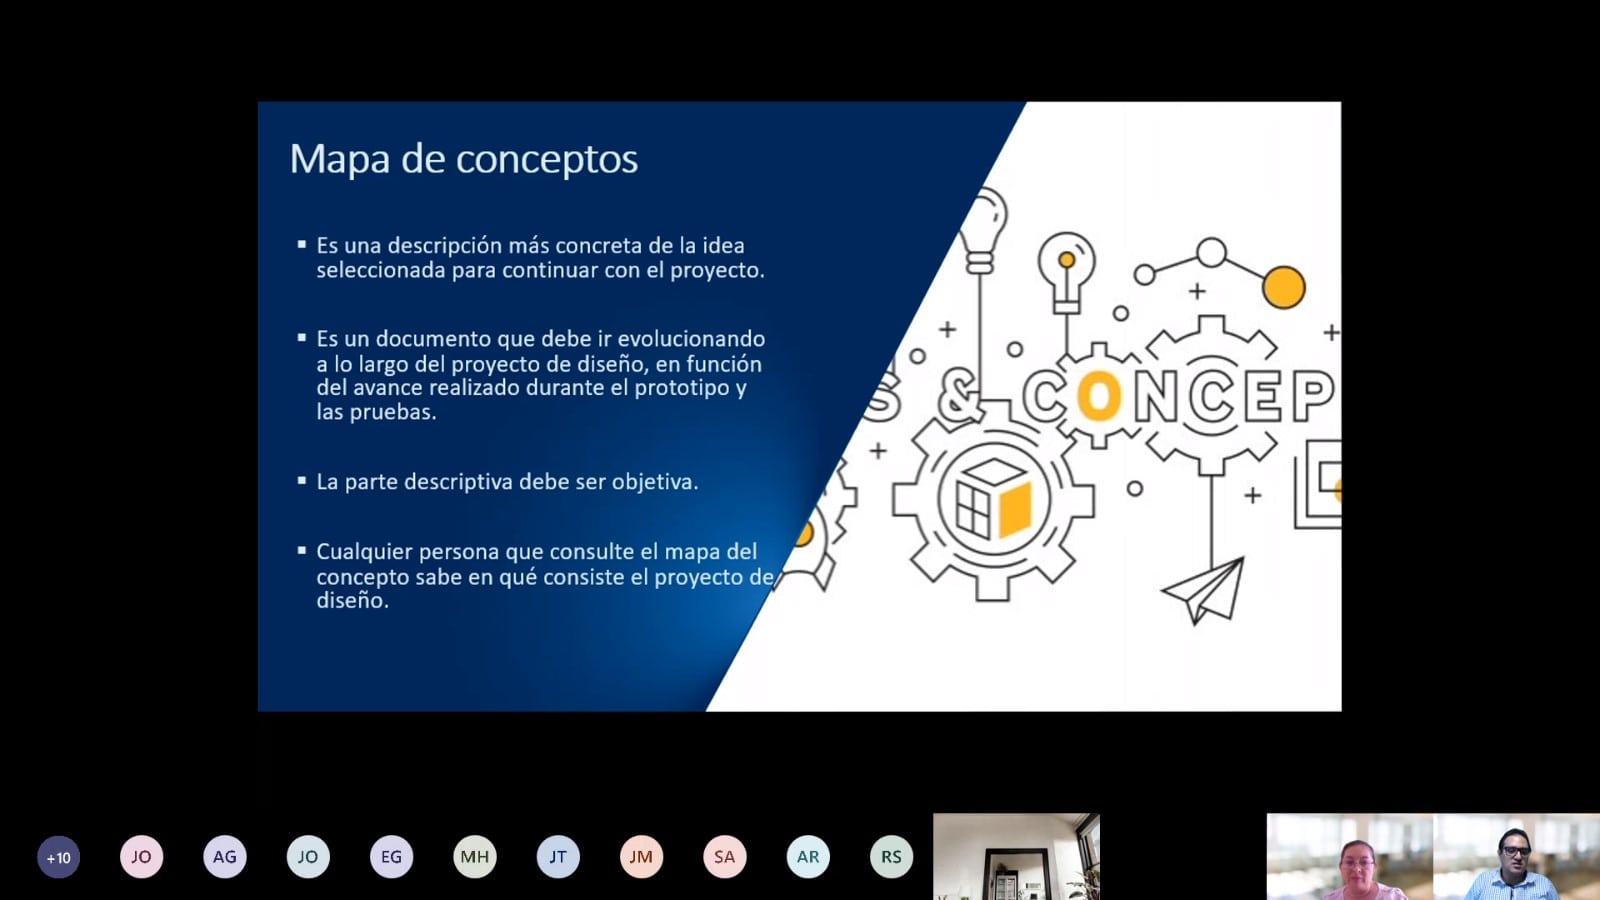 Mapa de conceptos
▪ Es una descripción más concreta de la idea
seleccionada para continuar con el proyecto.
▪ Es un documento que debe ir evolucionando
a lo largo del proyecto de diseño, en función
del avance realizado durante el prototipo y
las pruebas.
▪ La parte descriptiva debe ser objetiva.
▪ Cualquier persona que consulte el mapa del
concepto sabe en qué consiste el proyecto de
diseño.
S & CONCEP
+10 JO AG JO EG MH JT JM SA AR RS